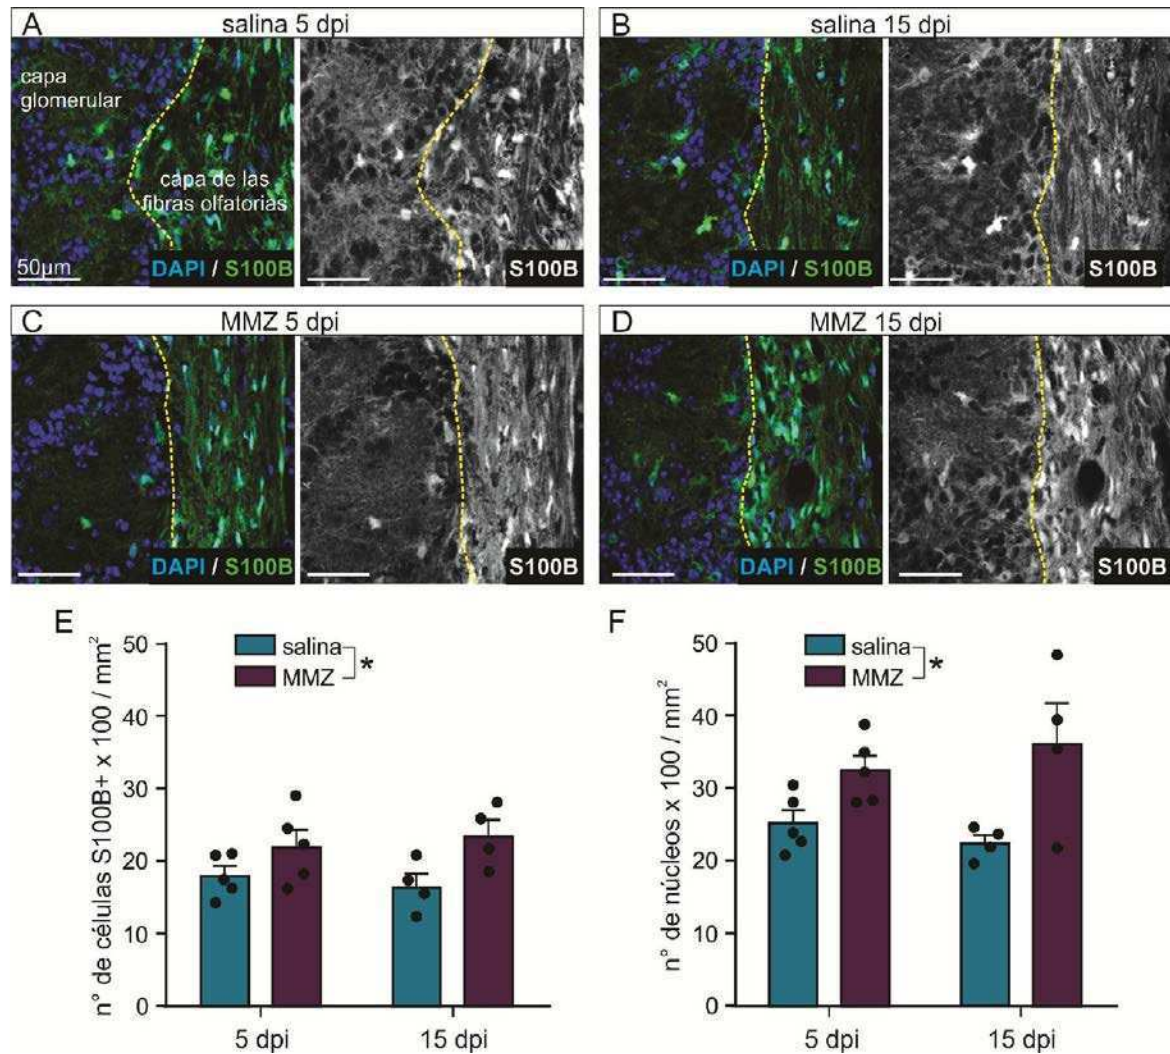 A
salina 5 dpi
B
salina 15 dpi
capa
glomerular
capa de las
fibras olfatorias
50µm
DAPI / S100B
S100B
DAPI / S100B
S100B
C
MMZ 5 dpi
D
MMZ 15 dpi
DAPI / S100B
S100B
DAPI / S100B
S100B
E
n° de células S100B+ x 100 / mm²
50
40
30
20
10
0
salina
MMZ
*
5 dpi
15 dpi
F
n° de núcleos x 100 / mm²
50
40
30
20
10
0
salina
MMZ
*
5 dpi
15 dpi